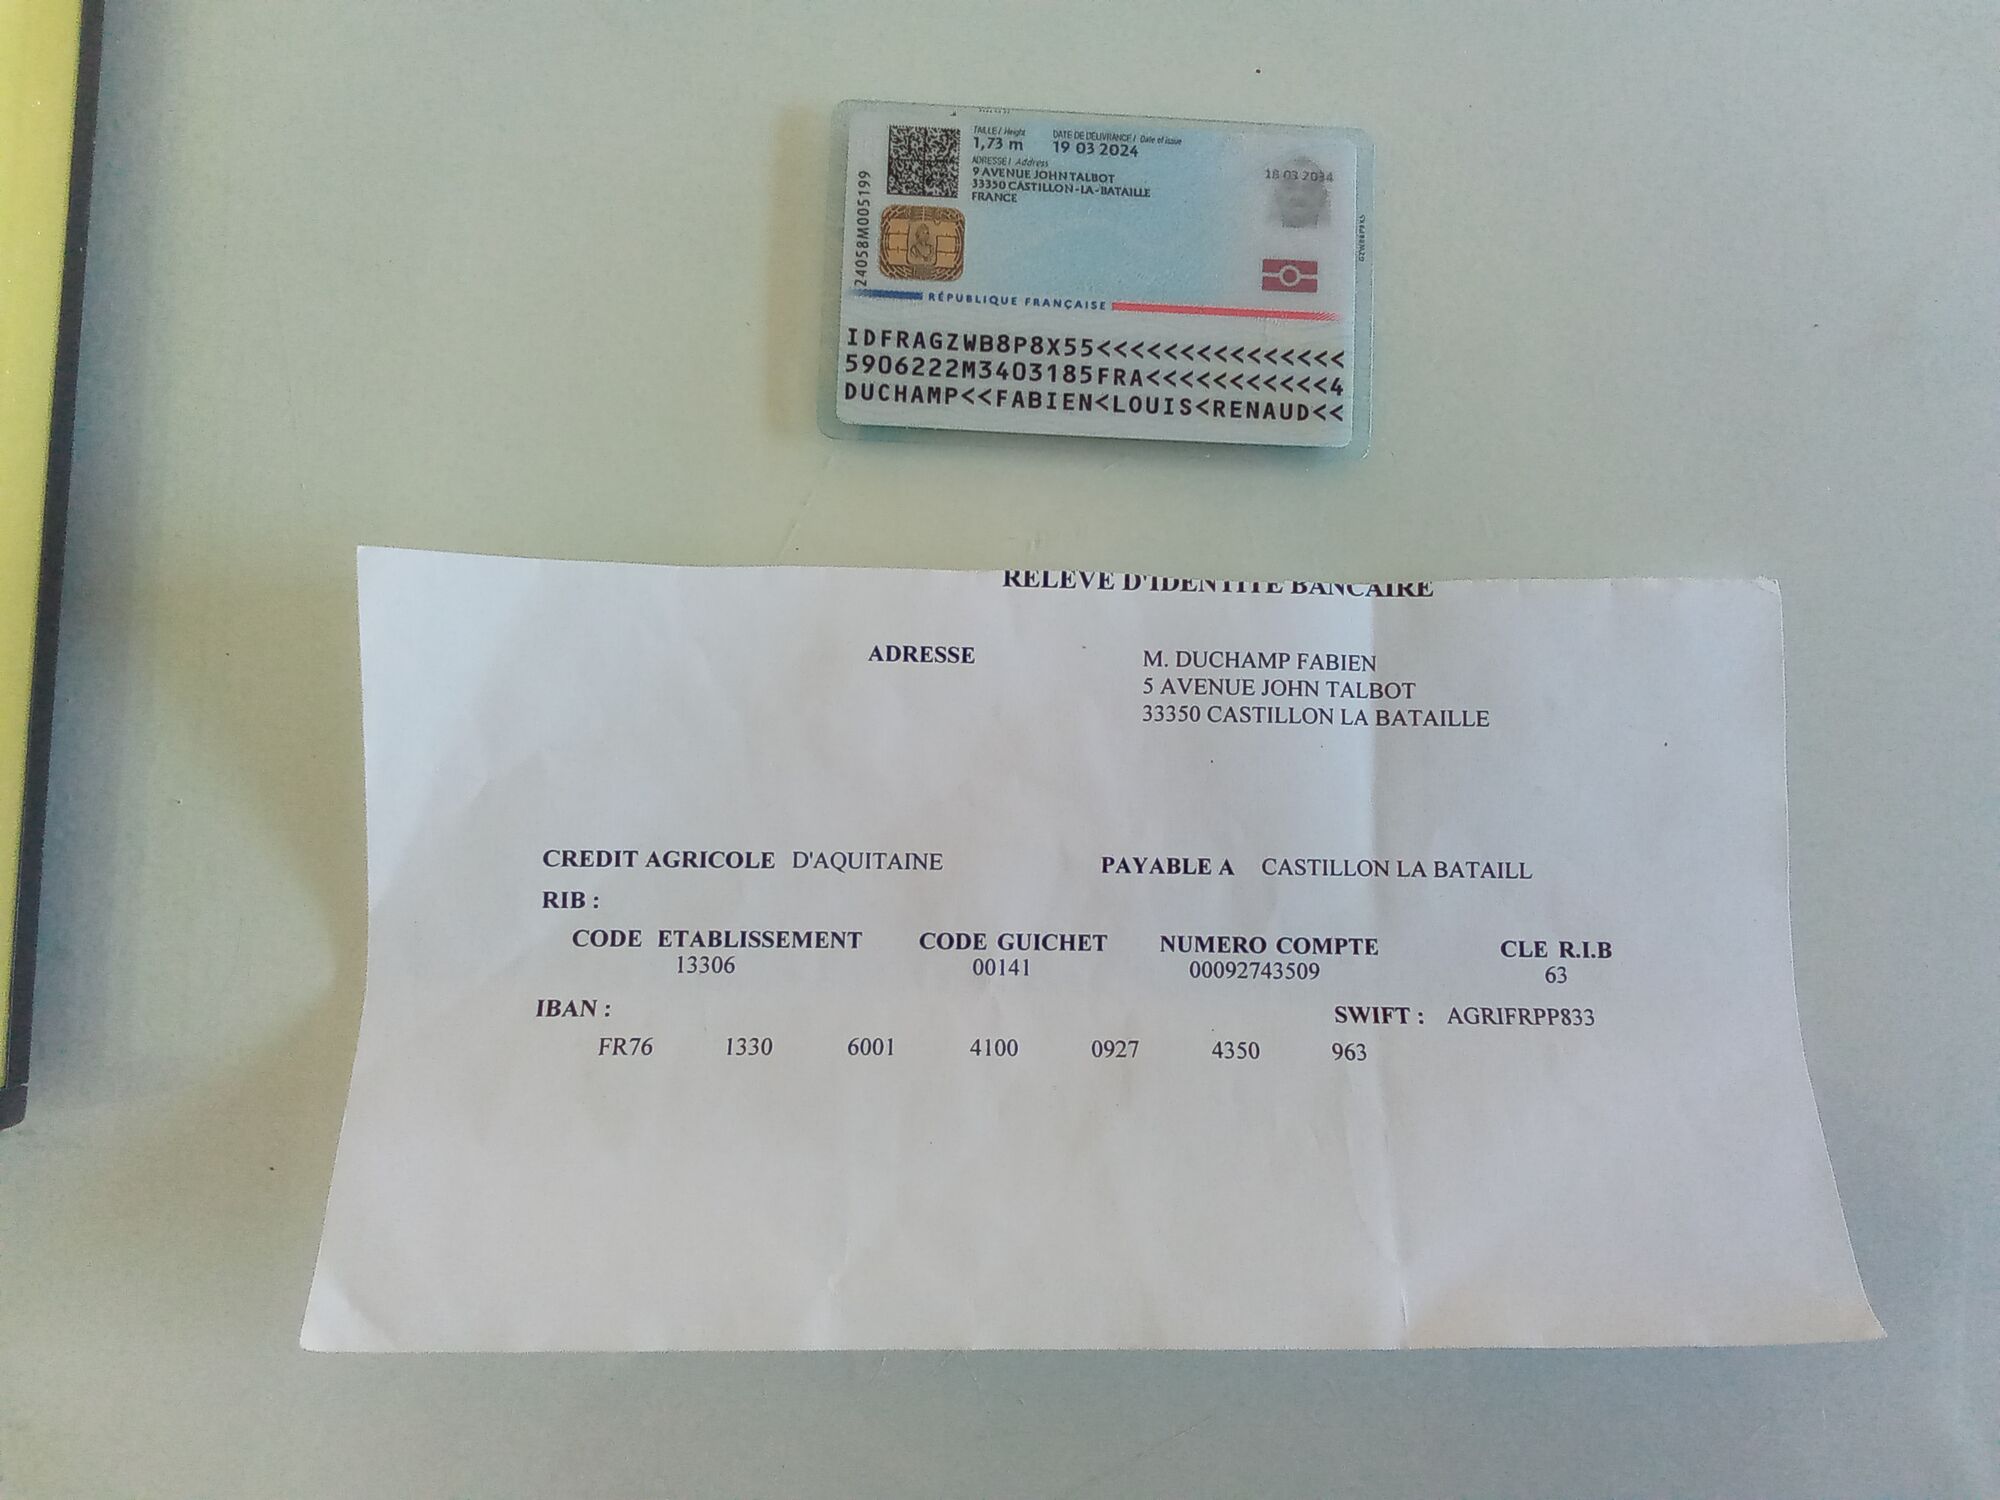 TAILLE / Height DATE DE DÉLIVRANCE / Date of issue
1,73 m 19 03 2024
ADRESSE / Address
9 AVENUE JOHN TALBOT
33350 CASTILLON-LA-BATAILLE
FRANCE
18 03 2034
24058M005199
RÉPUBLIQUE FRANÇAISE
IDFRAGZWB8P8X55<<<<<<<<<<<<<<<
5906222M3403185FRA<<<<<<<<<<<4
DUCHAMP<<FABIEN<LOUIS<RENAUD<<
RELEVE D'IDENTITE BANCAIRE
ADRESSE M. DUCHAMP FABIEN
5 AVENUE JOHN TALBOT
33350 CASTILLON LA BATAILLE
CREDIT AGRICOLE D'AQUITAINE PAYABLE A CASTILLON LA BATAILL
RIB :
CODE ETABLISSEMENT CODE GUICHET NUMERO COMPTE CLE R.I.B
13306 00141 00092743509 63
IBAN : SWIFT : AGRIFRPP833
FR76 1330 6001 4100 0927 4350 963